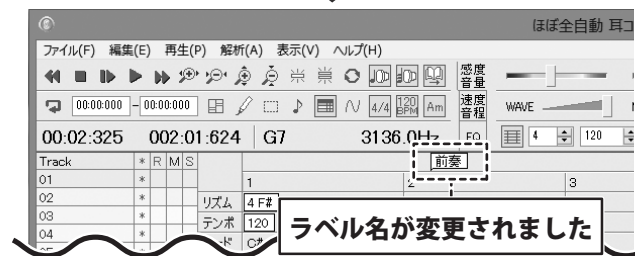 ほぼ全自動 耳コ
ファイル(F) 編集(E) 再生(P) 解析(A) 表示(V) ヘルプ(H)
感度
音量
00:00:000 - 00:00:000 4/4 120 BPM Am 速度 WAVE
音程
00:02:325 002:01:624 G7 3136.0Hz EQ 4 120
Track * R M S 前奏
01 * 1 2 3
02 * リズム 4 F#
03 * テンポ 120
04 * C#
ラベル名が変更されました